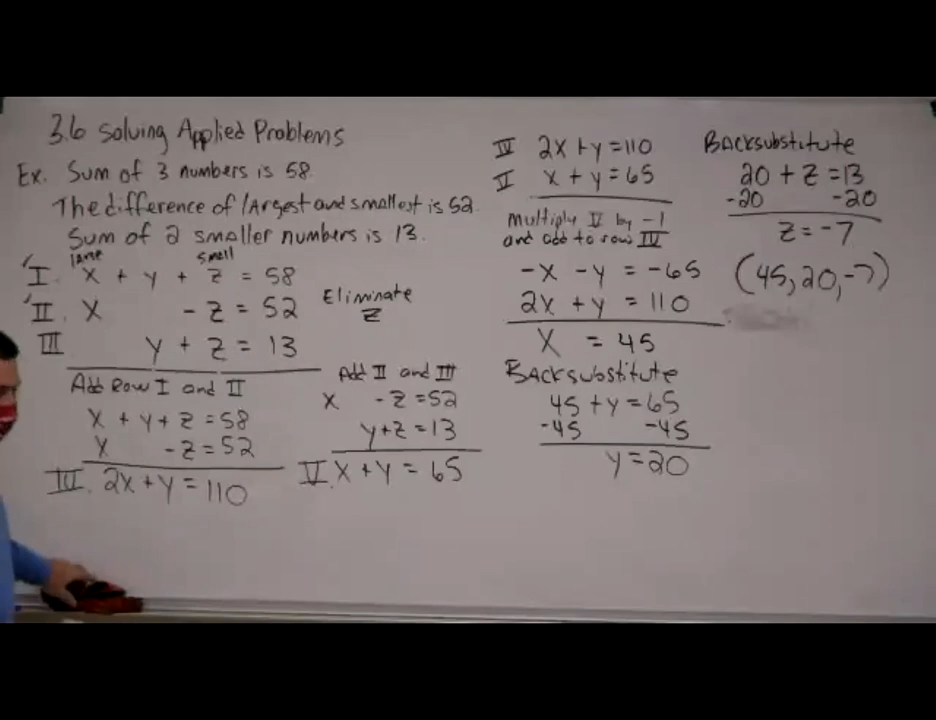 3.6 Solving Applied Problems
Ex. Sum of 3 numbers is 58.
The difference of largest and smallest is 52.
Sum of 2 smaller numbers is 13.
small
I. x + y + z = 58
II. x - z = 52
III y + z = 13
Eliminate
z
Add Row I and II
x + y + z = 58
x - z = 52
III. 2x + y = 110
Add II and III
x - z = 52
y + z = 13
V. x + y = 65
IV 2x + y = 110
V x + y = 65
multiply V by -1
and add to row IV
-x - y = -65
2x + y = 110
x = 45
Backsubstitute
45 + y = 65
-45 -45
y = 20
Backsubstitute
20 + z = 13
-20 -20
z = -7
(45, 20, -7)